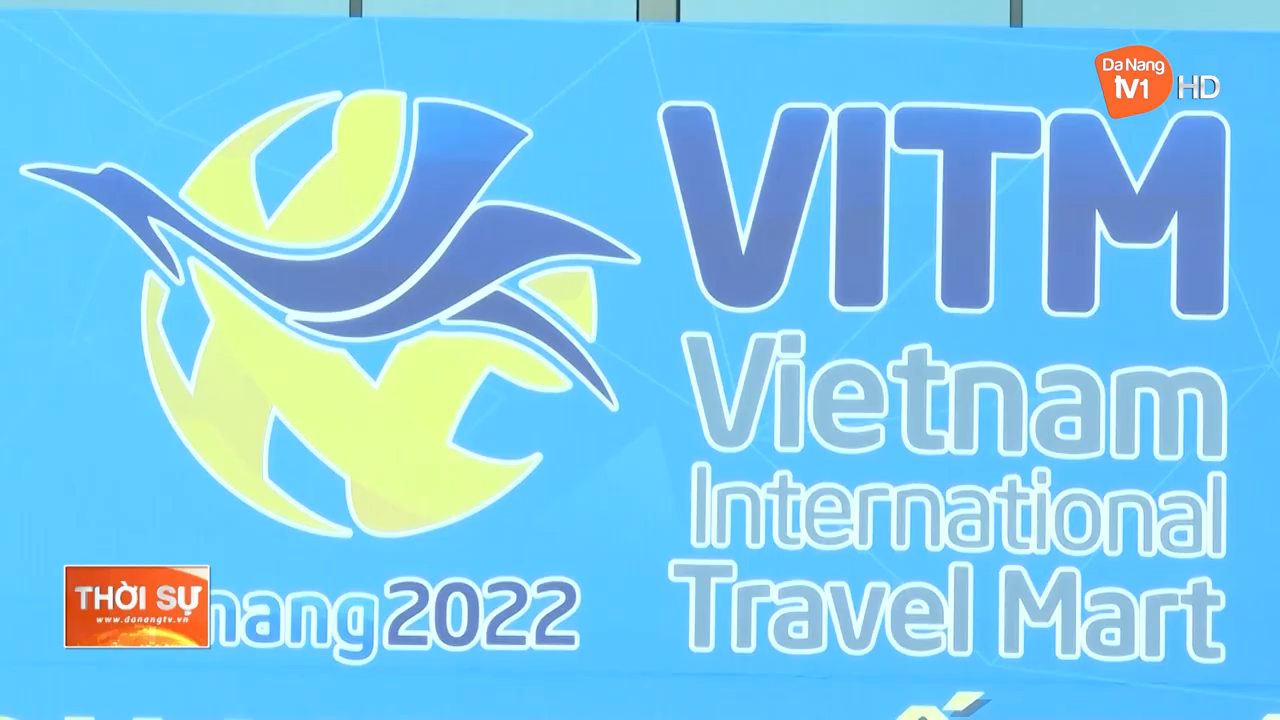 Da Nang
TV1 HD
VITM
Vietnam
International
Travel Mart
nang2022
THỜI SỰ
www.danangtv.vn